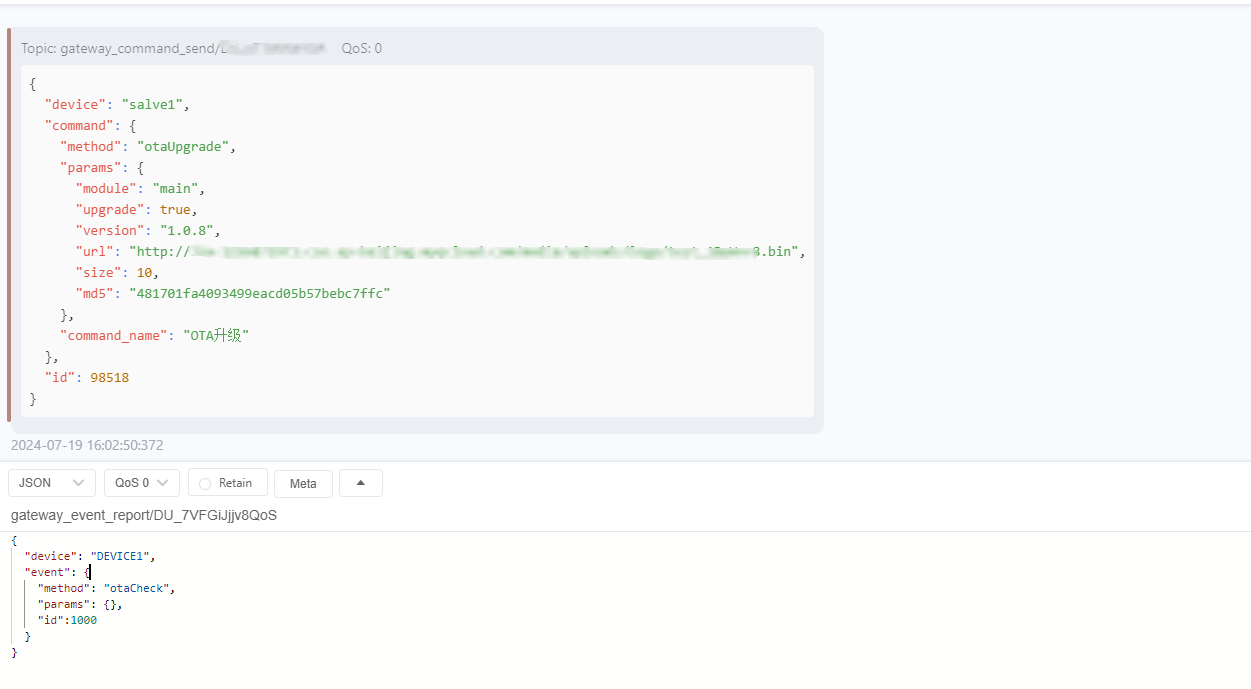 Topic: gateway_command_send/ QoS: 0
{
"device": "salve1",
"command": {
"method": "otaUpgrade",
"params": {
"module": "main",
"upgrade": true,
"version": "1.0.8",
"url": "http:// 8.bin",
"size": 10,
"md5": "481701fa4093499eacd05b57bebc7ffc"
},
"command_name": "OTA升级"
},
"id": 98518
}
2024-07-19 16:02:50:372
JSON QoS 0 Retain Meta
gateway_event_report/DU_7VFGiJjjv8QoS
{
"device": "DEVICE1",
"event": {
"method": "otaCheck",
"params": {},
"id":1000
}
}